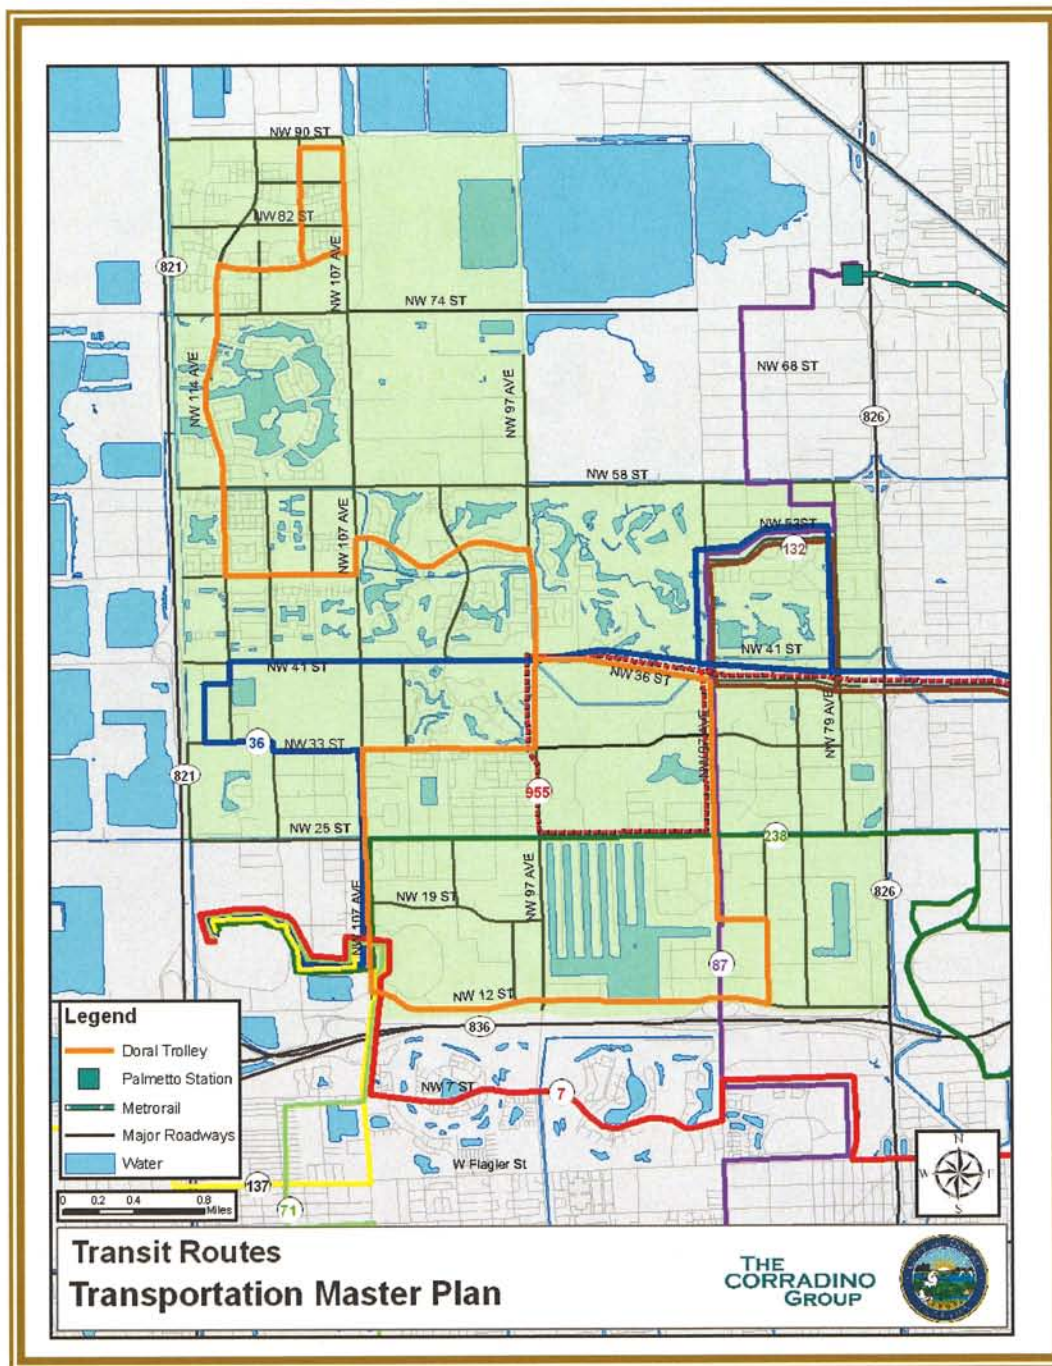 NW 90 ST
NW 82 ST
821
NW 107 AVE
NW 74 ST
NW 68 ST
NW 114 AVE
NW 97 AVE
826
NW 58 ST
NW 107 AVE
NW 53 ST
132
NW 41 ST
NW 41 ST
NW 36 ST
36
NW 33 ST
NW 79 AVE
821
955
NW 25 ST
238
NW 107 AVE
NW 97 AVE
NW 19 ST
826
87
NW 12 ST
836
NW 7 ST
7
W Flagler St
137
71
Legend
Doral Trolley
Palmetto Station
Metrorail
Major Roadways
Water
0 0.2 0.4 0.8
Miles
N
W E
S
Transit Routes
Transportation Master Plan
THE
CORRADINO
GROUP